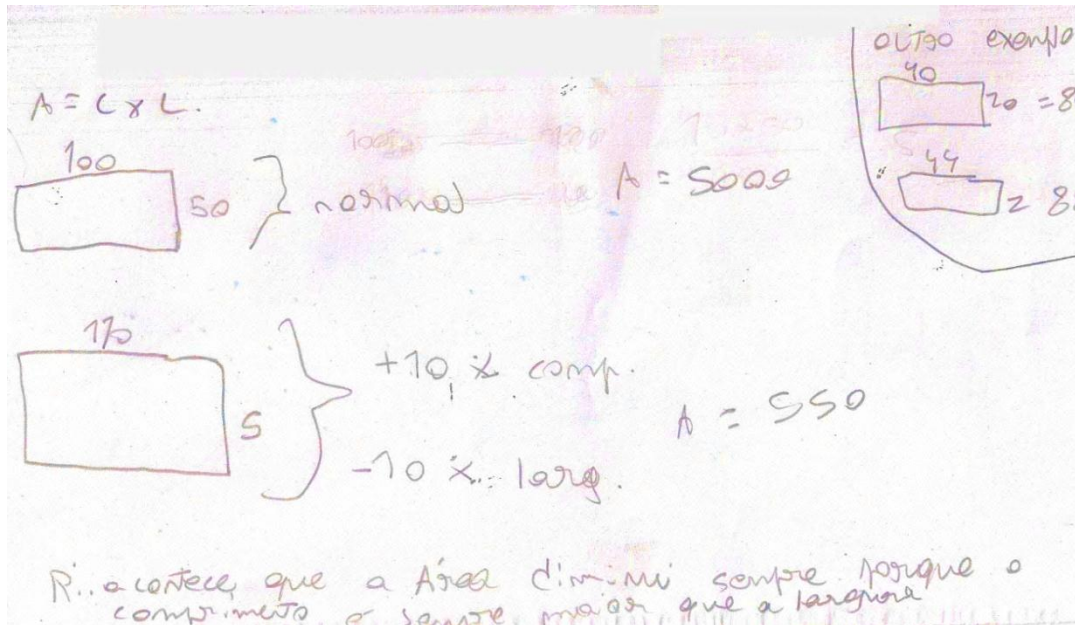 A = C x L.
100
50
normal
A = 5000
110
5
+10 % comp.
-10 % larg.
A = 550
outro exemplo
40
20 = 8
44
2 8
R: acontece que a Área diminui sempre porque o
comprimento é sempre maior que a largura